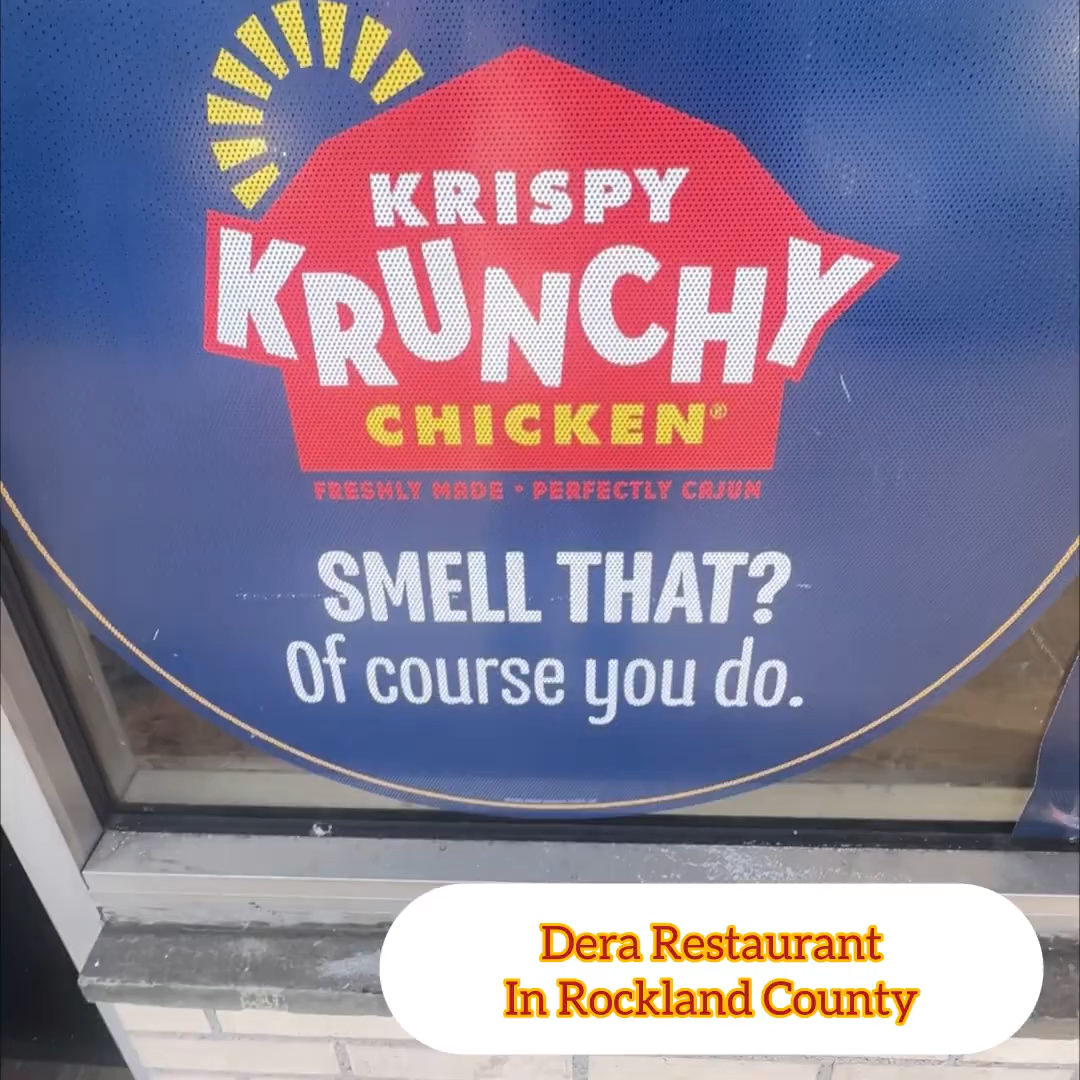 KRISPY
KRUNCHY
CHICKEN®
FRESHLY MADE • PERFECTLY CAJUN
SMELL THAT?
Of course you do.
Dera Restaurant
In Rockland County